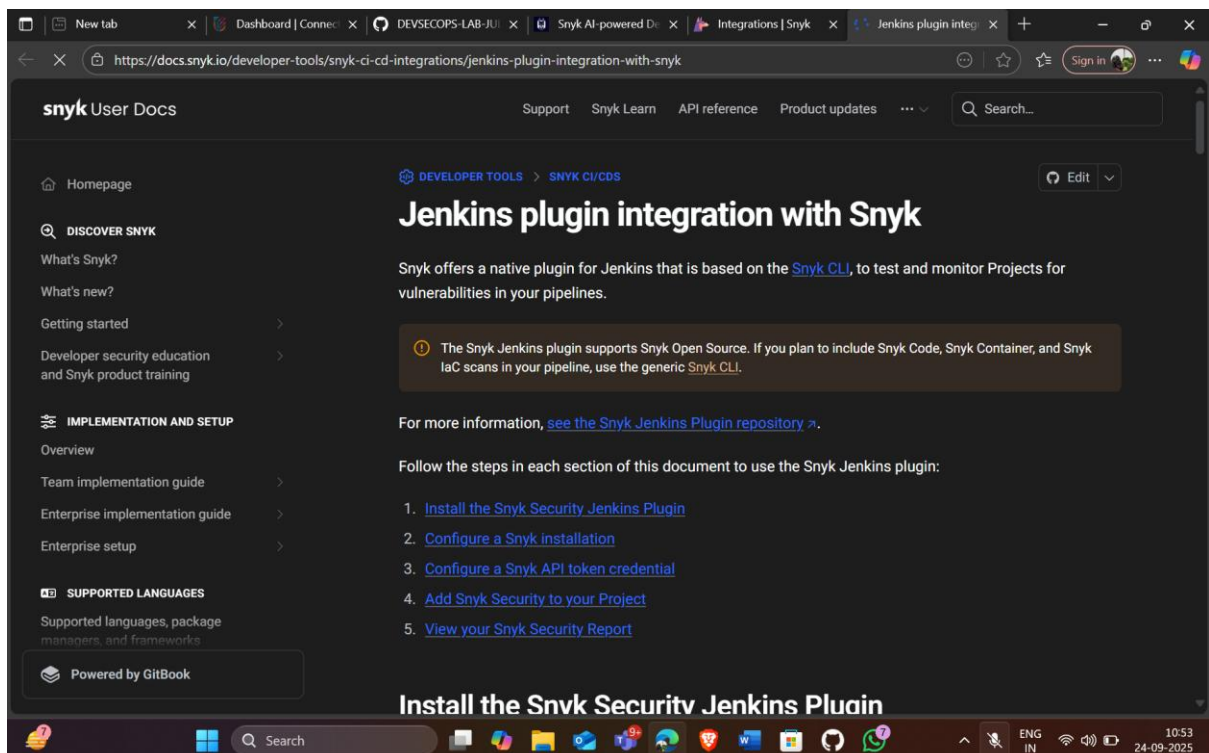 New tab
Dashboard | Connec
DEVSECOPS-LAB-JUI
Snyk AI-powered De
Integrations | Snyk
Jenkins plugin integ
https://docs.snyk.io/developer-tools/snyk-ci-cd-integrations/jenkins-plugin-integration-with-snyk
Sign in
snyk User Docs
Support
Snyk Learn
API reference
Product updates
Search...
Homepage
DISCOVER SNYK
What's Snyk?
What's new?
Getting started
Developer security education
and Snyk product training
IMPLEMENTATION AND SETUP
Overview
Team implementation guide
Enterprise implementation guide
Enterprise setup
SUPPORTED LANGUAGES
Supported languages, package
managers, and frameworks
Powered by GitBook
DEVELOPER TOOLS > SNYK CI/CDS
Edit
Jenkins plugin integration with Snyk
Snyk offers a native plugin for Jenkins that is based on the Snyk CLI, to test and monitor Projects for
vulnerabilities in your pipelines.
The Snyk Jenkins plugin supports Snyk Open Source. If you plan to include Snyk Code, Snyk Container, and Snyk
IaC scans in your pipeline, use the generic Snyk CLI.
For more information, see the Snyk Jenkins Plugin repository ↗.
Follow the steps in each section of this document to use the Snyk Jenkins plugin:
1. Install the Snyk Security Jenkins Plugin
2. Configure a Snyk installation
3. Configure a Snyk API token credential
4. Add Snyk Security to your Project
5. View your Snyk Security Report
Install the Snyk Security Jenkins Plugin
7
Search
9+
7
ENG
IN
10:53
24-09-2025